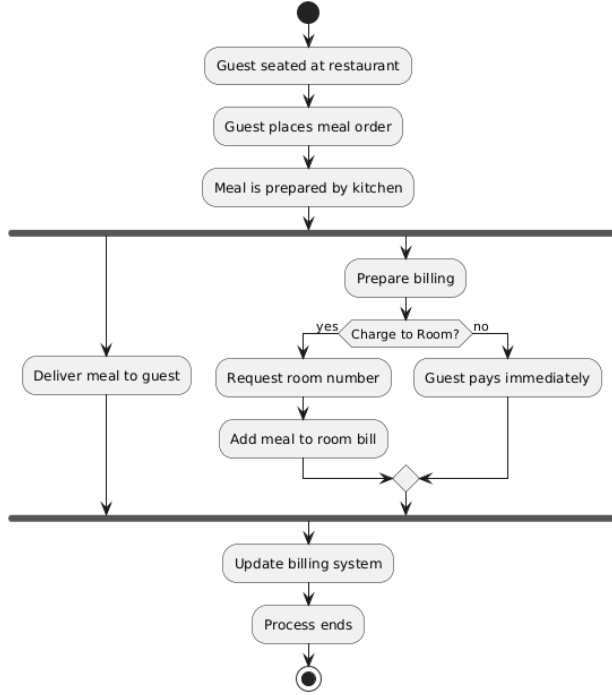 Guest seated at restaurant
Guest places meal order
Meal is prepared by kitchen
Prepare billing
yes
Charge to Room?
no
Deliver meal to guest
Request room number
Guest pays immediately
Add meal to room bill
Update billing system
Process ends